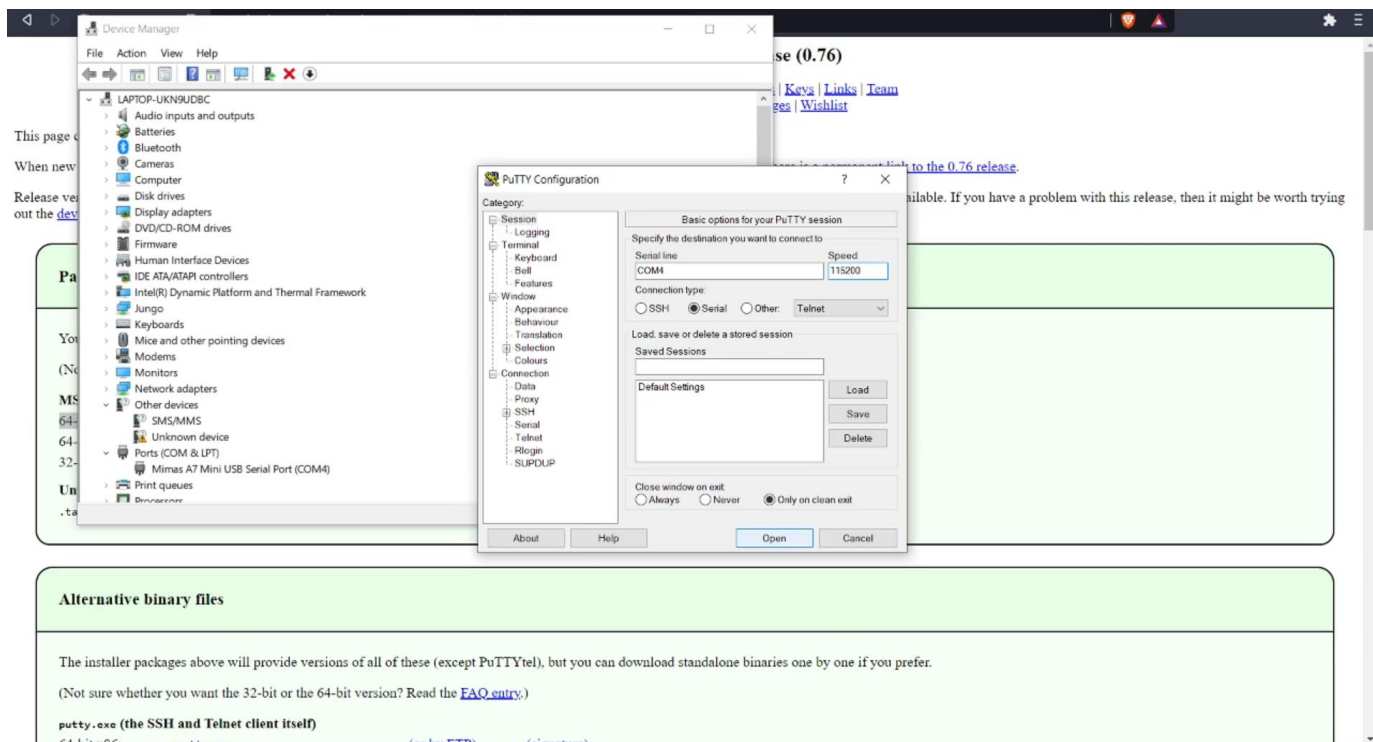 Device Manager
File Action View Help
LAPTOP-UKN9UDBC
Audio inputs and outputs
Batteries
Bluetooth
Cameras
Computer
Disk drives
Display adapters
DVD/CD-ROM drives
Firmware
Human Interface Devices
IDE ATA/ATAPI controllers
Intel(R) Dynamic Platform and Thermal Framework
Jungo
Keyboards
Mice and other pointing devices
Modems
Monitors
Network adapters
Other devices
SMS/MMS
Unknown device
Ports (COM & LPT)
Mimas A7 Mini USB Serial Port (COM4)
Print queues
Processors
PuTTY Configuration ?
Category:
Session
Logging
Terminal
Keyboard
Bell
Features
Window
Appearance
Behaviour
Translation
Selection
Colours
Connection
Data
Proxy
SSH
Serial
Telnet
Rlogin
SUPDUP
Basic options for your PuTTY session
Specify the destination you want to connect to
Serial line Speed
COM4 115200
Connection type:
SSH Serial Other: Telnet
Load, save or delete a stored session
Saved Sessions
Default Settings
Load
Save
Delete
Close window on exit:
Always Never Only on clean exit
About Help Open Cancel
(0.76)
| Keys | Links | Team
| Wishlist
This page
When new permanent link to the 0.76 release.
Release If you have a problem with this release, then it might be worth trying
out the
64-
64-
32-
Alternative binary files
The installer packages above will provide versions of all of these (except PuTTYtel), but you can download standalone binaries one by one if you prefer.
(Not sure whether you want the 32-bit or the 64-bit version? Read the FAQ entry.)
putty.exe (the SSH and Telnet client itself)